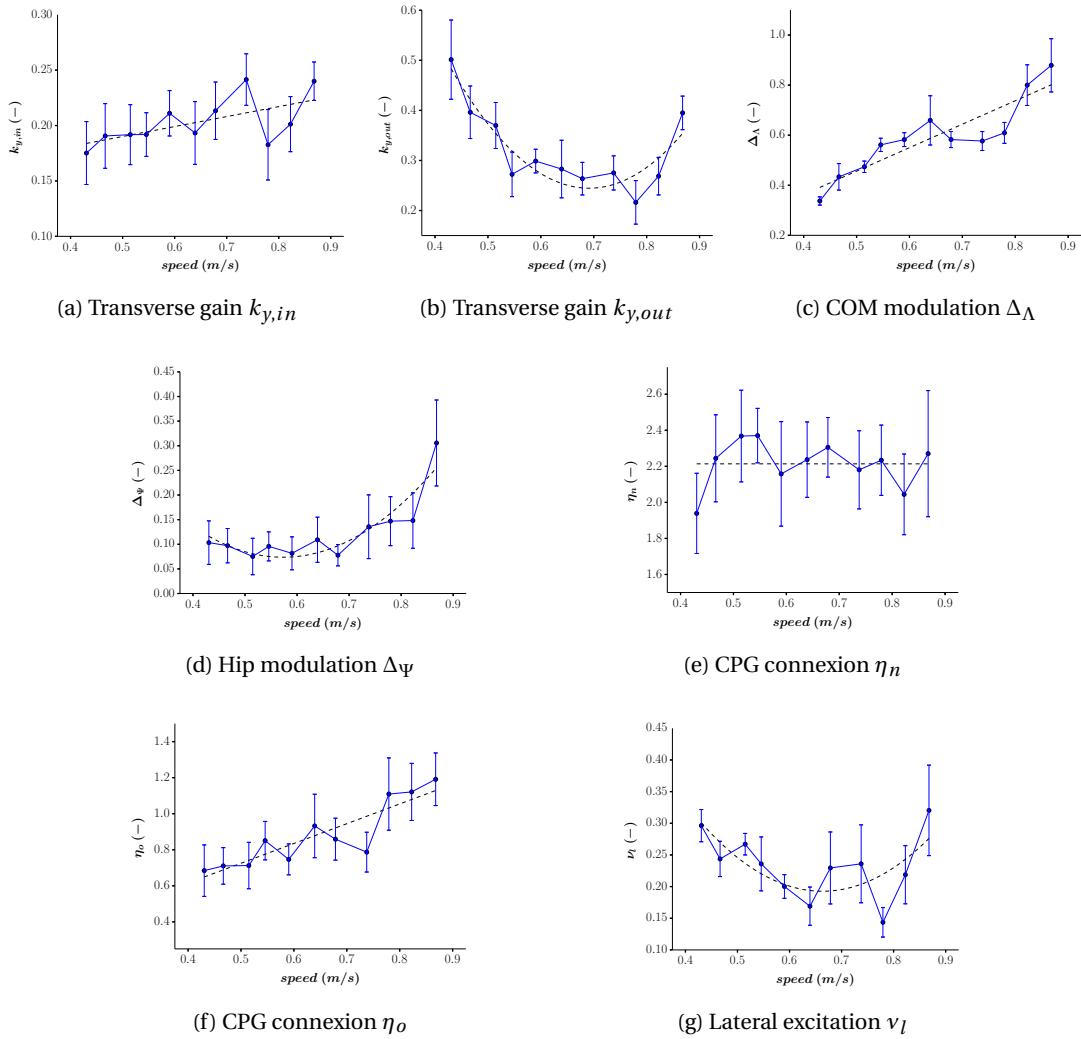 0.30
0.25
0.20
0.15
0.10
k_{y,in} (−)
0.4 0.5 0.6 0.7 0.8 0.9
speed (m/s)
(a) Transverse gain k_{y,in}
0.6
0.5
0.4
0.3
0.2
k_{y,out} (−)
0.4 0.5 0.6 0.7 0.8 0.9
speed (m/s)
(b) Transverse gain k_{y,out}
1.0
0.8
0.6
0.4
0.2
Δ_Λ (−)
0.4 0.5 0.6 0.7 0.8 0.9
speed (m/s)
(c) COM modulation Δ_Λ
0.45
0.40
0.35
0.30
0.25
0.20
0.15
0.10
0.05
0.00
Δ_Ψ (−)
0.4 0.5 0.6 0.7 0.8 0.9
speed (m/s)
(d) Hip modulation Δ_Ψ
2.6
2.4
2.2
2.0
1.8
1.6
η_n (−)
0.4 0.5 0.6 0.7 0.8 0.9
speed (m/s)
(e) CPG connexion η_n
1.4
1.2
1.0
0.8
0.6
0.4
η_o (−)
0.4 0.5 0.6 0.7 0.8 0.9
speed (m/s)
(f) CPG connexion η_o
0.45
0.40
0.35
0.30
0.25
0.20
0.15
0.10
ν_l (−)
0.4 0.5 0.6 0.7 0.8 0.9
speed (m/s)
(g) Lateral excitation ν_l